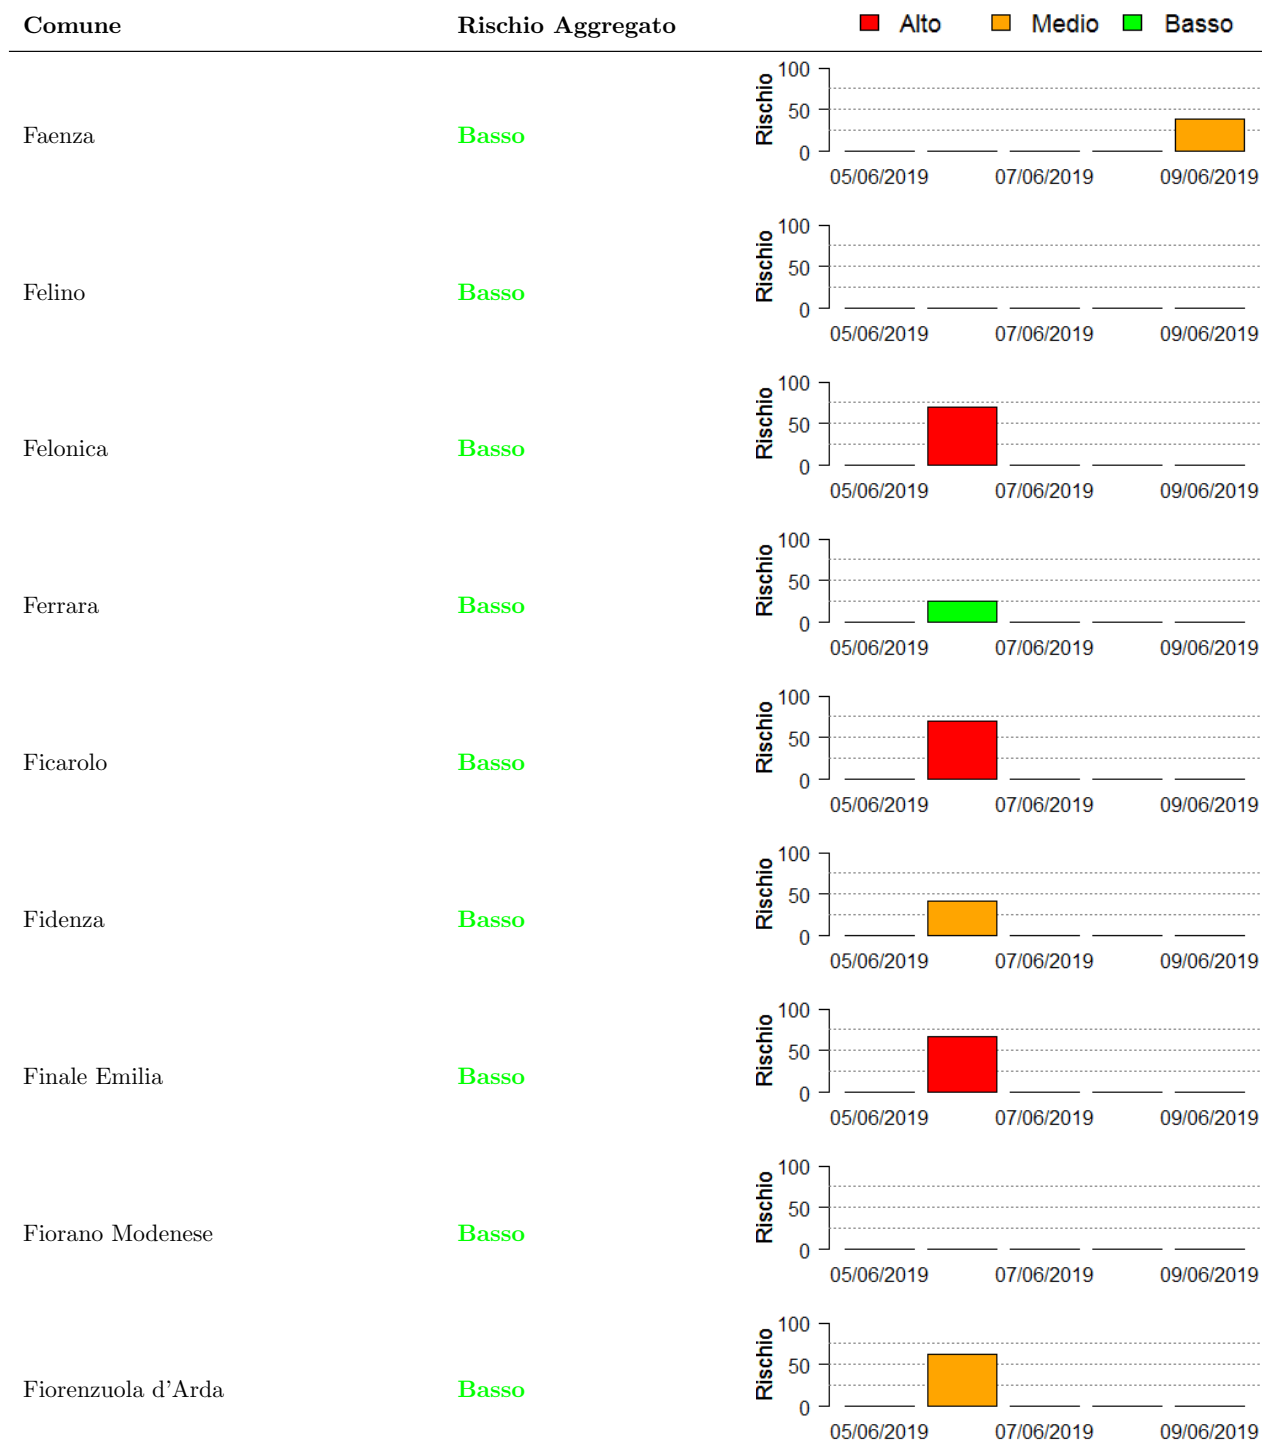 Comune Rischio Aggregato Alto Medio Basso
Faenza Basso Rischio 100 50 0
05/06/2019 07/06/2019 09/06/2019
Felino Basso Rischio 100 50 0
05/06/2019 07/06/2019 09/06/2019
Felonica Basso Rischio 100 50 0
05/06/2019 07/06/2019 09/06/2019
Ferrara Basso Rischio 100 50 0
05/06/2019 07/06/2019 09/06/2019
Ficarolo Basso Rischio 100 50 0
05/06/2019 07/06/2019 09/06/2019
Fidenza Basso Rischio 100 50 0
05/06/2019 07/06/2019 09/06/2019
Finale Emilia Basso Rischio 100 50 0
05/06/2019 07/06/2019 09/06/2019
Fiorano Modenese Basso Rischio 100 50 0
05/06/2019 07/06/2019 09/06/2019
Fiorenzuola d'Arda Basso Rischio 100 50 0
05/06/2019 07/06/2019 09/06/2019